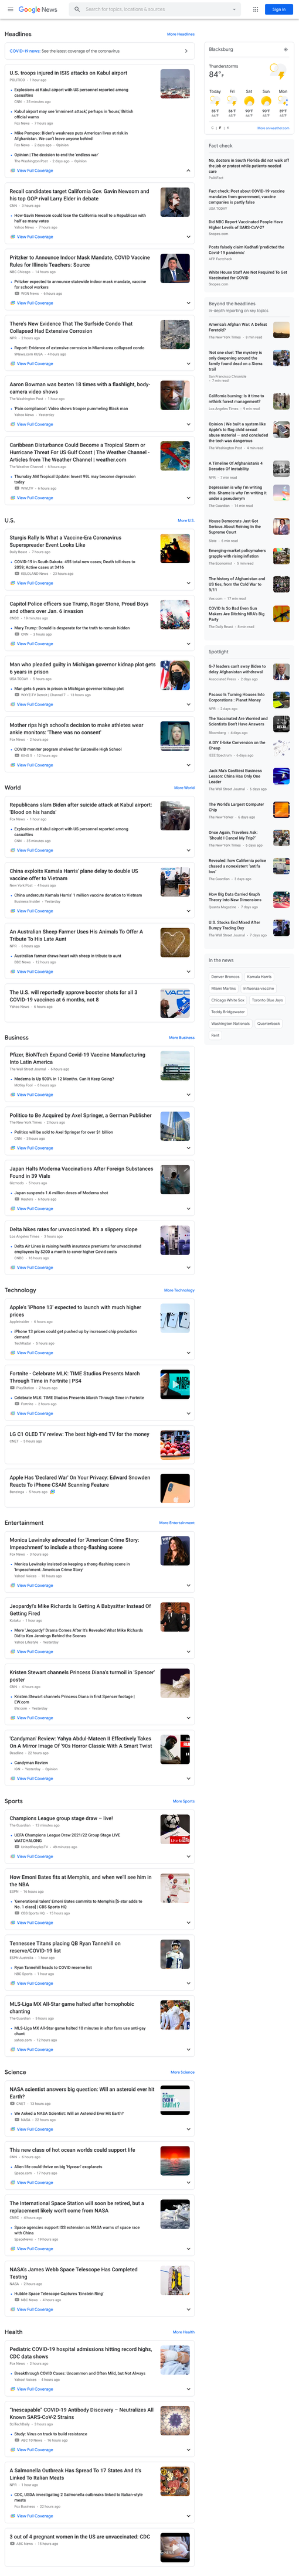 Google News
Search for topics, locations & sources
Sign in
Headlines
More Headlines
COVID-19 news: See the latest coverage of the coronavirus
U.S. troops injured in ISIS attacks on Kabul airport
POLITICO · 1 hour ago
Explosions at Kabul airport with US personnel reported among
casualties
CNN · 35 minutes ago
Kabul airport may see 'imminent attack,' perhaps in 'hours,' British
official warns
Fox News · 7 hours ago
Mike Pompeo: Biden's weakness puts American lives at risk in
Afghanistan. We can't leave anyone behind
Fox News · 3 hours ago · Opinion
Opinion | The decision to end the 'endless war'
The Washington Post · 3 days ago · Opinion
View Full Coverage
Recall candidates target California Gov. Gavin Newsom and
his top GOP rival Larry Elder in debate
CNN · 5 hours ago
How Gavin Newsom could lose the California recall to a Republican with
half as many votes
Yahoo News · 7 hours ago
View Full Coverage
Pritzker to Announce Indoor Mask Mandate, COVID Vaccine
Rules for Illinois Teachers: Source
NBC Chicago · 14 hours ago
Pritzker expected to announce statewide indoor mask mandate, vaccine
for school workers
WGN News · 4 hours ago
View Full Coverage
There's New Evidence That The Surfside Condo That
Collapsed Had Extensive Corrosion
NPR · 2 hours ago
Report: Evidence of extensive corrosion in Miami-area collapsed condo
View Full Coverage
Aaron Bowman was beaten 18 times with a flashlight, body-
camera video shows
The Washington Post · 1 hour ago
'Pain compliance': Video shows trooper pummeling Black man
Yahoo News · Yesterday
View Full Coverage
Caribbean Disturbance Could Become a Tropical Storm or
Hurricane Threat For US Gulf Coast | The Weather Channel -
Articles from The Weather Channel | weather.com
The Weather Channel · 6 hours ago
Thursday AM Tropical Update: Invest 99L may become depression
today
View Full Coverage
U.S.
More U.S.
Sturgis Rally Is What a Vaccine-Era Coronavirus
Superspreader Event Looks Like
Daily Beast · 7 hours ago
COVID-19 in South Dakota: 455 total new cases; Death toll rises to
2059; Active cases at 3416
KELOLAND News · 23 hours ago
View Full Coverage
Capitol Police officers sue Trump, Roger Stone, Proud Boys
and others over Jan. 6 invasion
CNBC · 19 minutes ago
Mary Trump: Donald is desperate for the truth to remain hidden
CNN · 3 hours ago
View Full Coverage
Man who pleaded guilty in Michigan governor kidnap plot gets
6 years in prison
USA TODAY · 9 hours ago
Man gets 6 years in prison in Michigan governor kidnap plot
View Full Coverage
Mother rips high school's decision to make athletes wear
ankle monitors: 'There was no consent'
Fox News · 2 hours ago
COVID monitor program shelved for Eatonville High School
KING 5 · 12 hours ago
View Full Coverage
World
More World
Republicans slam Biden after suicide attack at Kabul airport:
'Blood on his hands'
Fox News · 1 hour ago
Explosions at Kabul airport with US personnel reported among
casualties
CNN · 35 minutes ago
View Full Coverage
China exploits Kamala Harris' plane delay to double US
vaccine offer to Vietnam
New York Post · 4 hours ago
China undercuts Kamala Harris' 1 million vaccine donation to Vietnam
Business Insider · Yesterday
View Full Coverage
An Australian Sheep Farmer Uses His Animals To Offer A
Tribute To His Late Aunt
NPR · 6 hours ago
Australian farmer draws heart with sheep in tribute to aunt
BBC News · 12 hours ago
View Full Coverage
The U.S. will reportedly approve booster shots for all 3
COVID-19 vaccines at 6 months, not 8
Yahoo News · 6 hours ago
Business
More Business
Pfizer, BioNTech Expand Covid-19 Vaccine Manufacturing
Into Latin America
The Wall Street Journal · 6 hours ago
Moderna Is Up 500% in 12 Months. Can It Keep Going?
Motley Fool · 6 hours ago
View Full Coverage
Politico to Be Acquired by Axel Springer, a German Publisher
The New York Times · 2 hours ago
Politico will be sold to Axel Springer for over $1 billion
CNN · 3 hours ago
View Full Coverage
Japan Halts Moderna Vaccinations After Foreign Substances
Found in 39 Vials
Gizmodo · 5 hours ago
Japan suspends 1.6 million doses of Moderna shot
Reuters · 6 hours ago
View Full Coverage
Delta hikes rates for unvaccinated. It's a slippery slope
Los Angeles Times · 3 hours ago
Delta Air Lines is raising health insurance premiums for unvaccinated
employees by $200 a month to cover higher Covid costs
CNBC · 16 hours ago
View Full Coverage
Technology
More Technology
Apple's 'iPhone 13' expected to launch with much higher
prices
AppleInsider · 6 hours ago
iPhone 13 prices could get pushed up by increased chip production
demand
TechRadar · 5 hours ago
View Full Coverage
Fortnite - Celebrate MLK: TIME Studios Presents March
Through Time in Fortnite | PS4
PlayStation · 2 hours ago
Celebrate MLK: TIME Studios Presents March Through Time in Fortnite
Fortnite · 2 hours ago
View Full Coverage
LG C1 OLED TV review: The best high-end TV for the money
CNET · 5 hours ago
Apple Has 'Declared War' On Your Privacy: Edward Snowden
Reacts To iPhone CSAM Scanning Feature
Benzinga · 5 hours ago
Entertainment
More Entertainment
Monica Lewinsky advocated for 'American Crime Story:
Impeachment' to include a thong-flashing scene
Fox News · 4 hours ago
Monica Lewinsky insisted on keeping a thong-flashing scene in
'Impeachment: American Crime Story'
Yahoo! Voices · 18 hours ago
View Full Coverage
Jeopardy!'s Mike Richards Is Getting A Babysitter Instead Of
Getting Fired
Kotaku · 1 hour ago
More 'Jeopardy!' Drama Comes After It's Revealed What Mike Richards
Did to Ken Jennings Behind the Scenes
Yahoo Lifestyle · Yesterday
View Full Coverage
Kristen Stewart channels Princess Diana's turmoil in 'Spencer'
poster
CNN · 4 hours ago
Kristen Stewart channels Princess Diana in first Spencer footage |
EW.com
EW.com · Yesterday
View Full Coverage
'Candyman' Review: Yahya Abdul-Mateen II Effectively Takes
On A Mirror Image Of '90s Horror Classic With A Smart Twist
Deadline · 22 hours ago
Candyman Review
IGN · Yesterday · Opinion
View Full Coverage
Sports
More Sports
Champions League group stage draw – live!
The Guardian · 13 minutes ago
UEFA Champions League Draw 2021/22 Group Stage LIVE
WATCHALONG
View Full Coverage
How Emoni Bates fits at Memphis, and when we'll see him in
the NBA
ESPN · 16 hours ago
'Generational talent' Emoni Bates commits to Memphis [5-star adds to
No. 1 class] | CBS Sports HQ
CBS Sports HQ · 15 hours ago
View Full Coverage
Tennessee Titans placing QB Ryan Tannehill on
reserve/COVID-19 list
ESPN Australia · 1 hour ago
Ryan Tannehill heads to COVID reserve list
NBC Sports · 1 hour ago
View Full Coverage
MLS-Liga MX All-Star game halted after homophobic
chanting
The Guardian · 3 hours ago
MLS-Liga MX All-Star game halted 10 minutes in after fans use anti-gay
chant
yahoo.com · 12 hours ago
View Full Coverage
Science
More Science
NASA scientist answers big question: Will an asteroid ever hit
Earth?
CNET · 13 hours ago
We Asked a NASA Scientist: Will an Asteroid Ever Hit Earth?
NASA · 22 hours ago
View Full Coverage
This new class of hot ocean worlds could support life
CNN · 6 hours ago
Alien life could thrive on big 'Hycean' exoplanets
Space.com · 17 hours ago
View Full Coverage
The International Space Station will soon be retired, but a
replacement likely won't come from NASA
CNBC · 4 hours ago
Space agencies support ISS extension as NASA warns of space race
with China
SpaceNews · 19 hours ago
View Full Coverage
NASA's James Webb Space Telescope Has Completed
Testing
NASA · 2 hours ago
Hubble Space Telescope Captures 'Einstein Ring'
NBC News · 4 hours ago
View Full Coverage
Health
More Health
Pediatric COVID-19 hospital admissions hitting record highs,
CDC data shows
Fox News · 3 hours ago
Breakthrough COVID Cases: Uncommon and Often Mild, but Not Always
Yahoo! Voices · 4 hours ago
View Full Coverage
"Inescapable" COVID-19 Antibody Discovery – Neutralizes All
Known SARS-CoV-2 Strains
SciTechDaily · 3 hours ago
Study: Virus on track to build resistance
ABC 10 News · 14 hours ago
View Full Coverage
A Salmonella Outbreak Has Spread To 17 States And It's
Linked To Italian Meats
NPR · 1 hour ago
CDC, USDA investigating 2 Salmonella outbreaks linked to Italian-style
meats
Fox Business · 22 hours ago
View Full Coverage
3 out of 4 pregnant women in the US are unvaccinated: CDC
ABC News · 14 hours ago
Blacksburg
Thunderstorms
84°F
Today
Fri
Sat
Sun
Mon
C | F | K
More on weather.com
Fact check
No, doctors in South Florida did not walk off
the job or protest while patients needed
care
PolitiFact
Fact check: Post about COVID-19 vaccine
mandates from government, vaccine
companies is partly false
USA TODAY
Did NBC Report Vaccinated People Have
Higher Levels of SARS-CoV-2?
Snopes.com
Posts falsely claim Kadhafi 'predicted the
Covid-19 pandemic'
AFP Factcheck
White House Staff Are Not Required To Get
Vaccinated for COVID
Snopes.com
Beyond the headlines
In-depth reporting on key topics
America's Afghan War: A Defeat
Foretold?
The New York Times · 9 min read
'Not one clue': The mystery is
only deepening around the
family found dead on a Sierra
trail
San Francisco Chronicle
· 7 min read
California burning: Is it time to
rethink forest management?
Los Angeles Times · 9 min read
Opinion | We built a system like
Apple's to flag child sexual
abuse material — and concluded
the tech was dangerous
The Washington Post · 4 min read
A Timeline Of Afghanistan's 4
Decades Of Instability
NPR · 7 min read
Depression is why I'm writing
this. Shame is why I'm writing it
under a pseudonym
The Guardian · 14 min read
House Democrats Just Got
Serious About Reining In the
Supreme Court
Slate · 6 min read
Emerging-market policymakers
grapple with rising inflation
The Economist · 5 min read
The history of Afghanistan and
US ties, from the Cold War to
9/11
Vox.com · 17 min read
COVID Is So Bad Even Gun
Makers Are Ditching NRA's Big
Party
The Daily Beast · 8 min read
Spotlight
G-7 leaders can't sway Biden to
delay Afghanistan withdrawal
Associated Press · 2 days ago
Pacaso Is Turning Houses Into
Corporations : Planet Money
NPR · 2 days ago
The Vaccinated Are Worried and
Scientists Don't Have Answers
Bloomberg · 4 days ago
A DIY E-bike Conversion on the
Cheap
IEEE Spectrum · 6 days ago
Jack Ma's Costliest Business
Lesson: China Has Only One
Leader
The Wall Street Journal · 6 days ago
The World's Largest Computer
Chip
The New Yorker · 6 days ago
Once Again, Travelers Ask:
'Should I Cancel My Trip?'
The New York Times · 6 days ago
Revealed: how California police
chased a nonexistent 'antifa
bus'
The Guardian · 3 days ago
How Big Data Carried Graph
Theory Into New Dimensions
Quanta Magazine · 7 days ago
U.S. Stocks End Mixed After
Bumpy Trading Day
The Wall Street Journal · 7 days ago
In the news
Denver Broncos
Kamala Harris
Miami Marlins
Influenza vaccine
Chicago White Sox
Toronto Blue Jays
Teddy Bridgewater
Washington Nationals
Quarterback
Rent